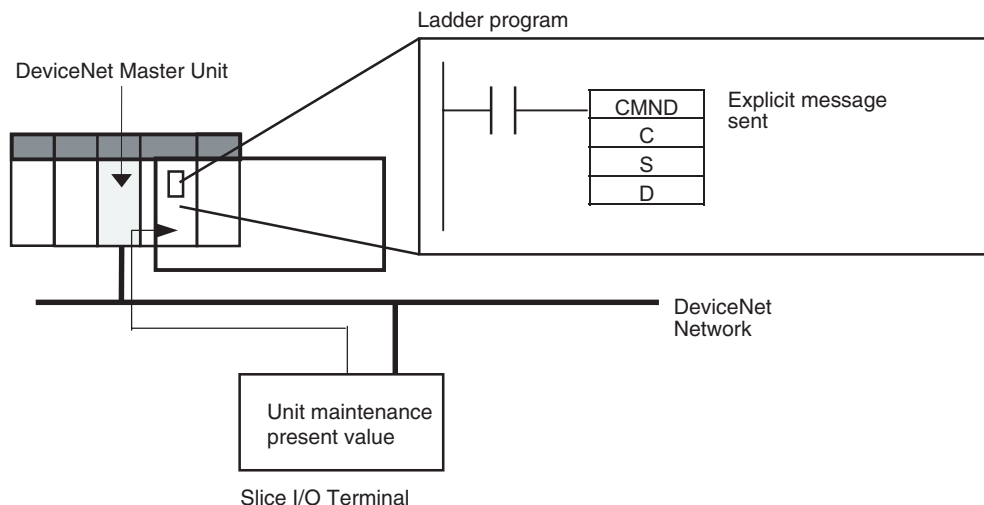 Ladder program
DeviceNet Master Unit
CMND
C
S
D
Explicit message
sent
DeviceNet
Network
Unit maintenance
present value
Slice I/O Terminal